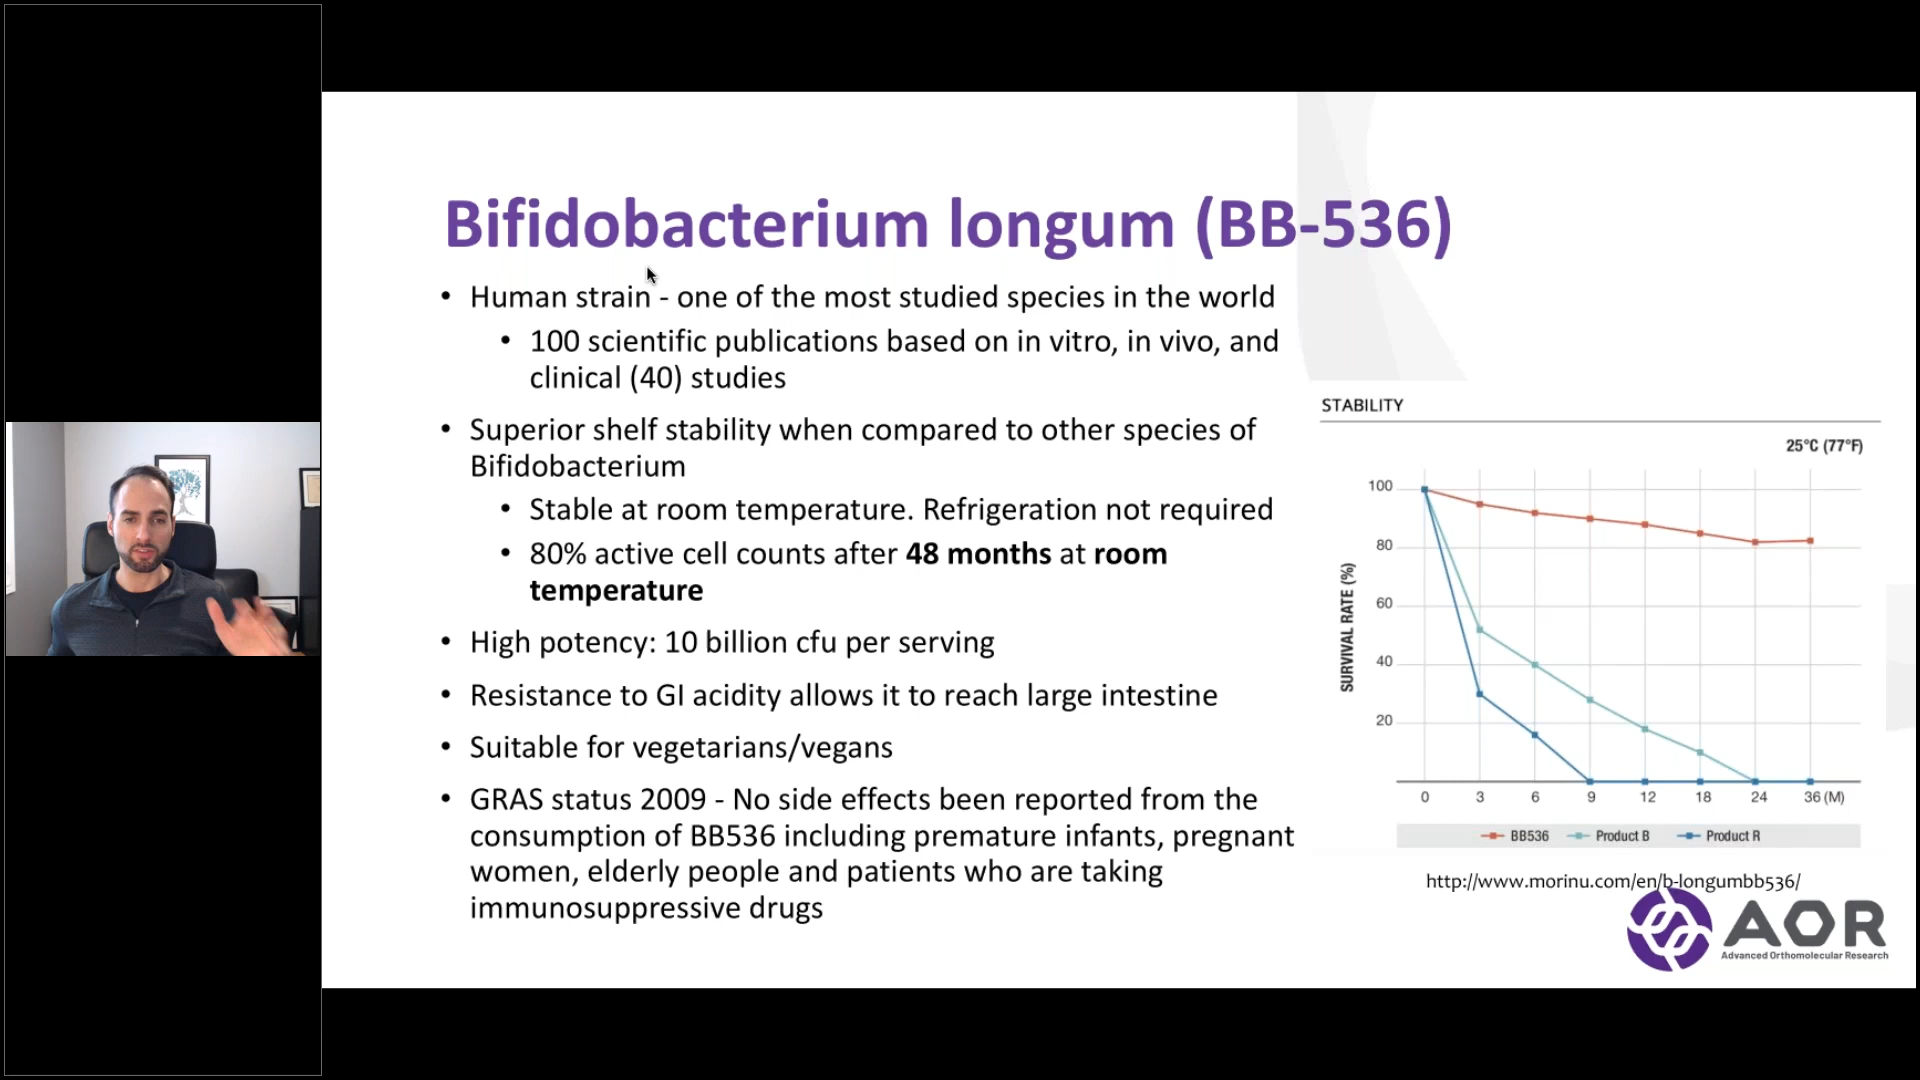 Bifidobacterium longum (BB-536)
• Human strain - one of the most studied species in the world
• 100 scientific publications based on in vitro, in vivo, and
clinical (40) studies
• Superior shelf stability when compared to other species of
Bifidobacterium
• Stable at room temperature. Refrigeration not required
• 80% active cell counts after 48 months at room
temperature
• High potency: 10 billion cfu per serving
• Resistance to GI acidity allows it to reach large intestine
• Suitable for vegetarians/vegans
• GRAS status 2009 - No side effects been reported from the
consumption of BB536 including premature infants, pregnant
women, elderly people and patients who are taking
immunosuppressive drugs
STABILITY
25°C (77°F)
SURVIVAL RATE (%)
100
80
60
40
20
0 3 6 9 12 18 24 36 (M)
BB536 Product B Product R
http://www.morinu.com/en/b-longumbb536/
AOR
Advanced Orthomolecular Research